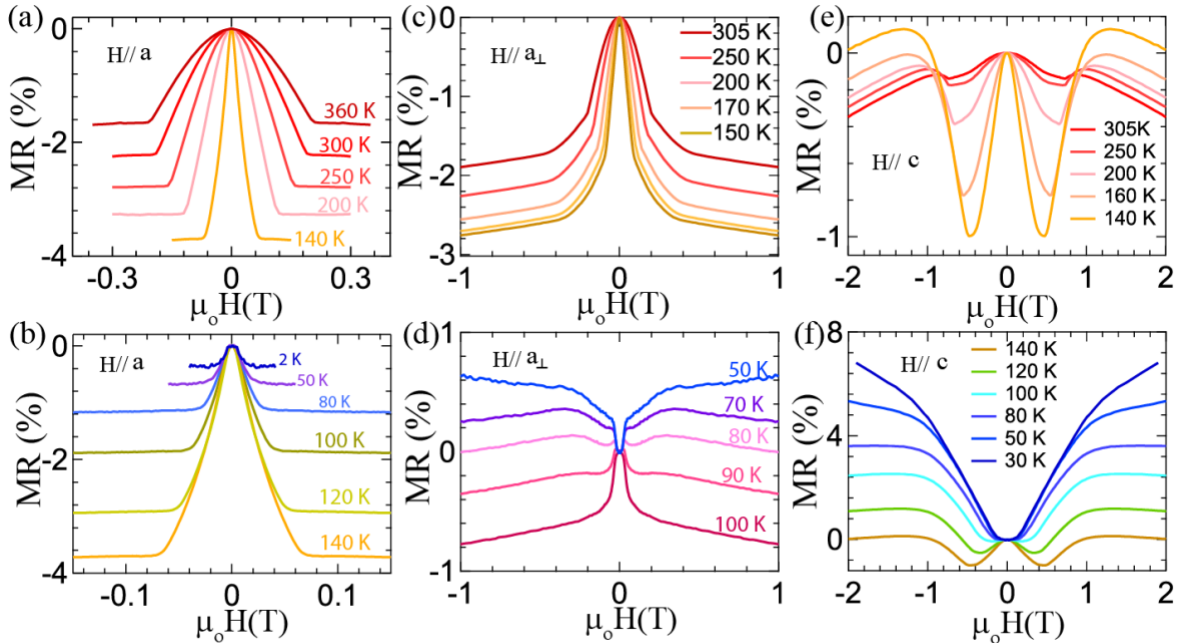 (a)
H// a
MR (%)
0
-2
-4
360 K
300 K
250 K
200 K
140 K
-0.3
0
0.3
μoH(T)
(c)
H// a⊥
MR (%)
0
-1
-2
-3
305 K
250 K
200 K
170 K
150 K
-1
0
1
μoH(T)
(e)
H// c
MR (%)
0
-1
305K
250 K
200 K
160 K
140 K
-2
-1
0
1
2
μoH(T)
(b)
H// a
MR (%)
0
-2
-4
2 K
50 K
80 K
100 K
120 K
140 K
-0.1
0
0.1
μoH(T)
(d)
H// a⊥
MR (%)
1
0
-1
50 K
70 K
80 K
90 K
100 K
-1
0
1
μoH(T)
(f)
H// c
MR (%)
8
4
0
140 K
120 K
100 K
80 K
50 K
30 K
-2
-1
0
1
2
μoH(T)